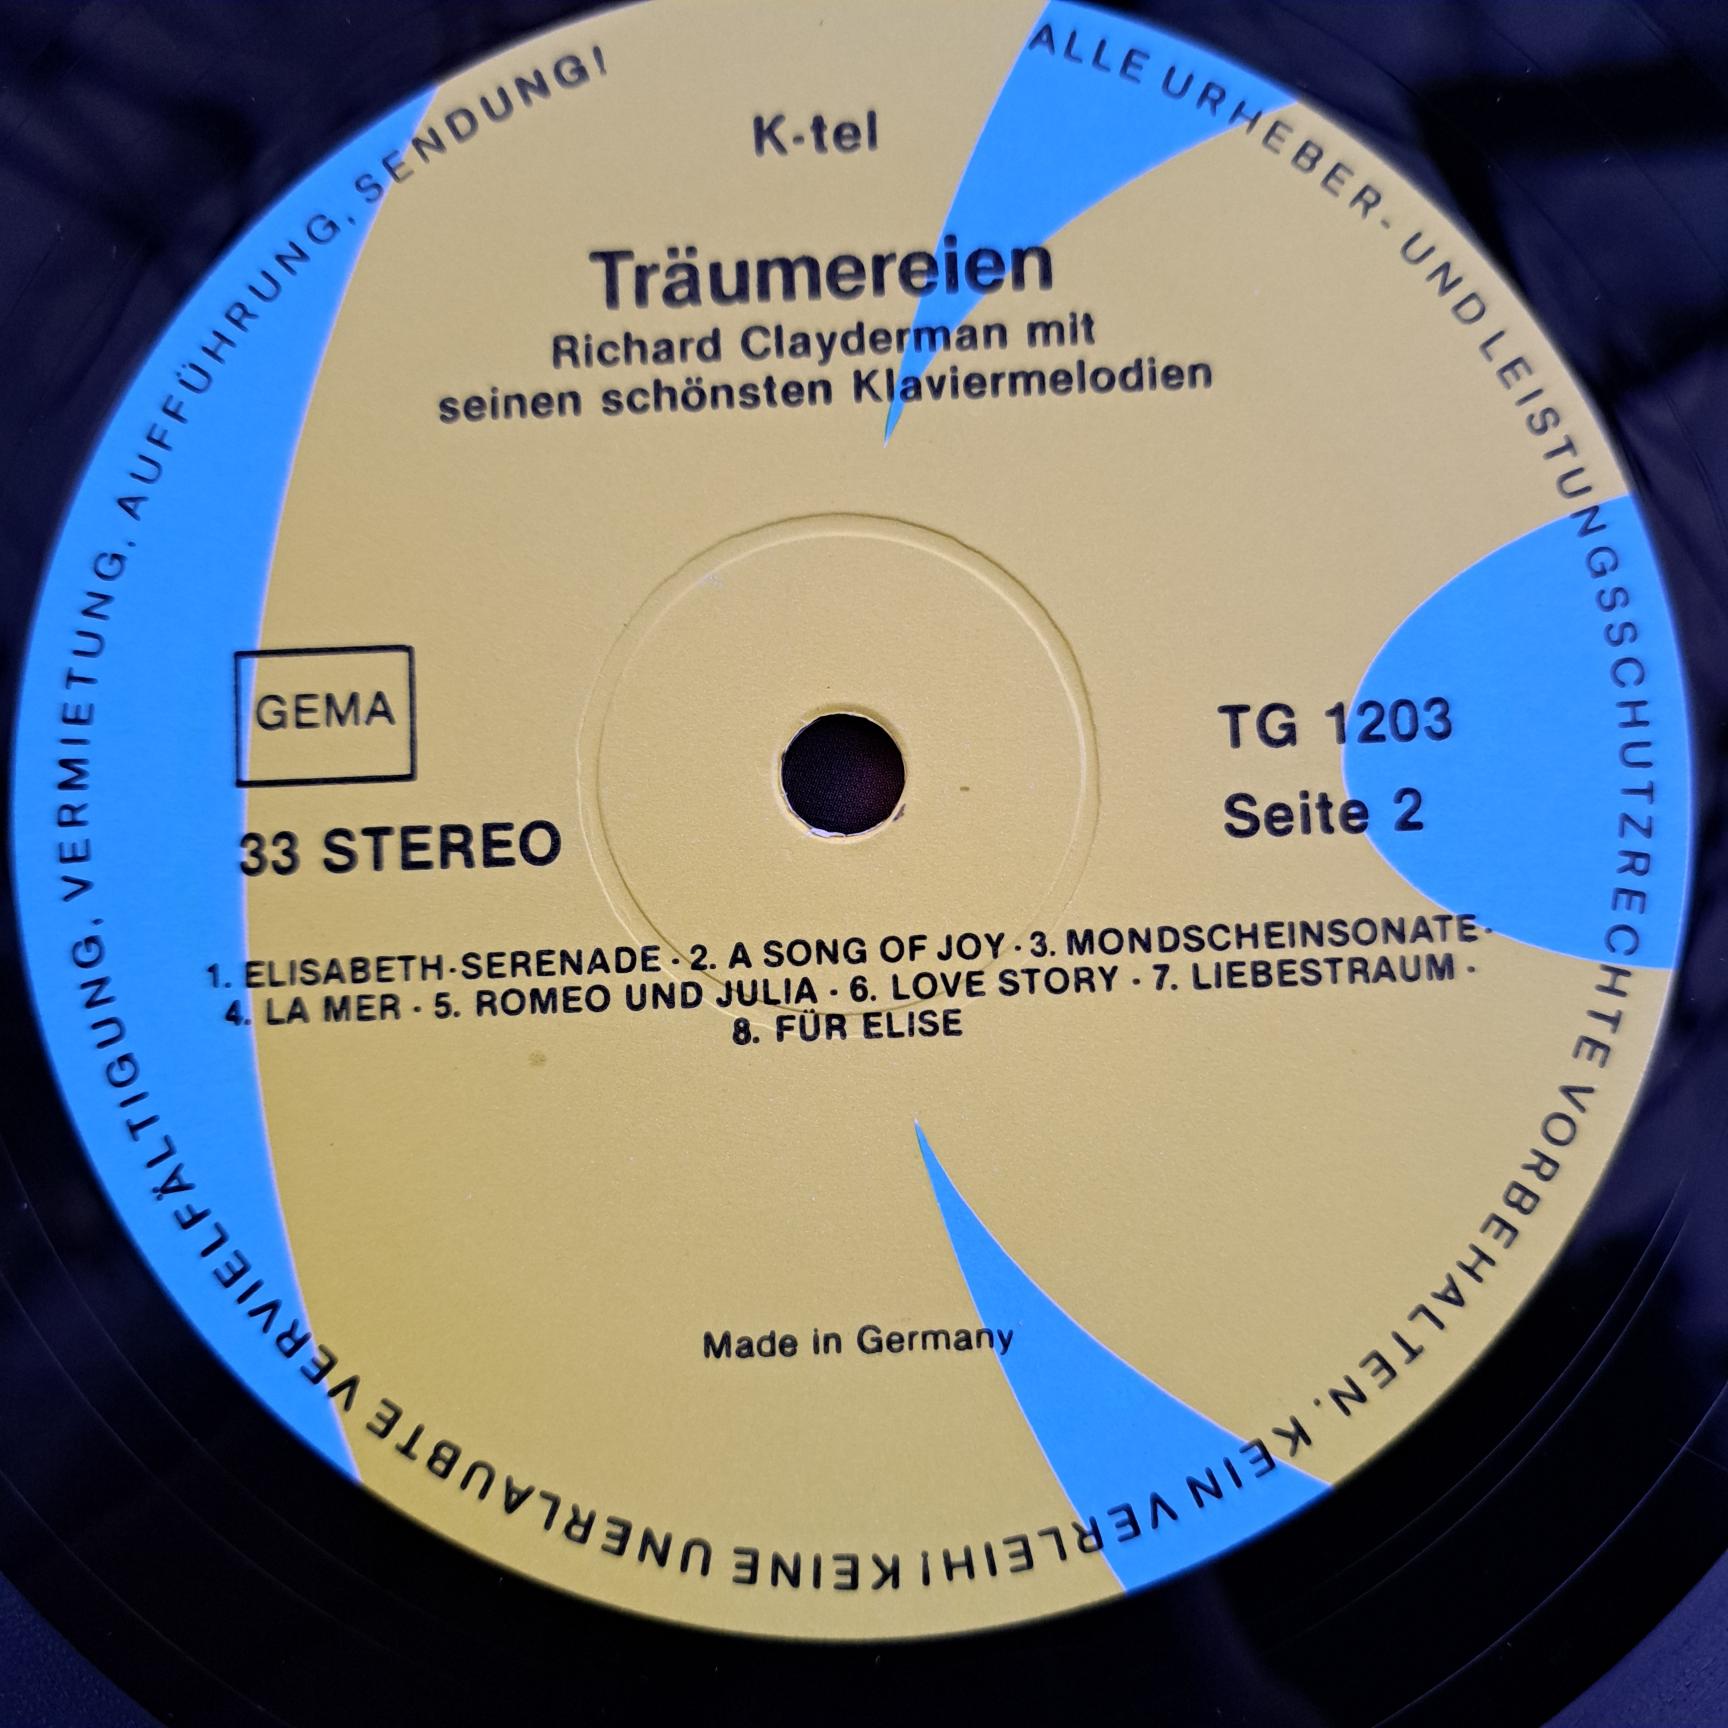 K-tel
Träumereien
Richard Clayderman mit
seinen schönsten Klaviermelodien
GEMA
33 STEREO
TG 1203
Seite 2
1. ELISABETH-SERENADE · 2. A SONG OF JOY · 3. MONDSCHEINSONATE ·
4. LA MER · 5. ROMEO UND JULIA · 6. LOVE STORY · 7. LIEBESTRAUM ·
8. FÜR ELISE
Made in Germany
ALLE URHEBER- UND LEISTUNGSSCHUTZRECHTE VORBEHALTEN. KEIN VERLEIH! KEINE UNERLAUBTE VERVIELFÄLTIGUNG, VERMIETUNG, AUFFÜHRUNG, SENDUNG!